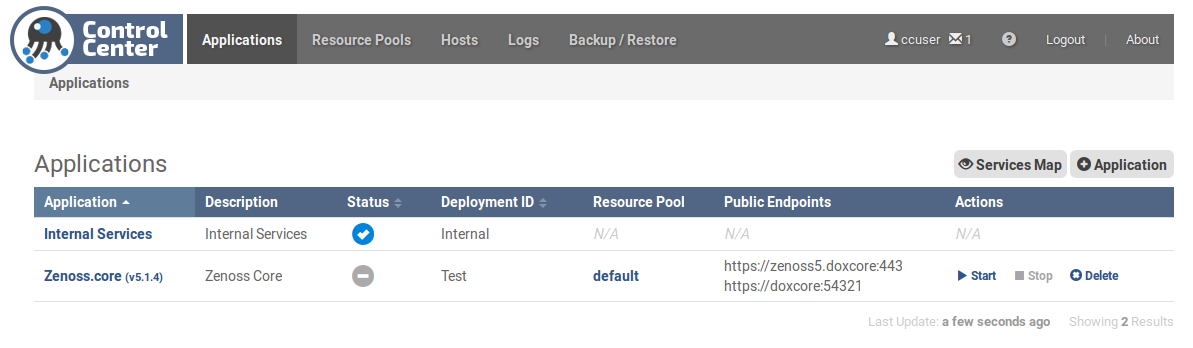 Control
Center
Applications Resource Pools Hosts Logs Backup / Restore ccuser 1 ? Logout | About
Applications
Applications
Services Map Application
Application Description Status Deployment ID Resource Pool Public Endpoints Actions
Internal Services Internal Services Internal N/A N/A N/A
Zenoss.core (v5.1.4) Zenoss Core Test default https://zenoss5.doxcore:443 Start Stop Delete
https://doxcore:54321
Last Update: a few seconds ago Showing 2 Results